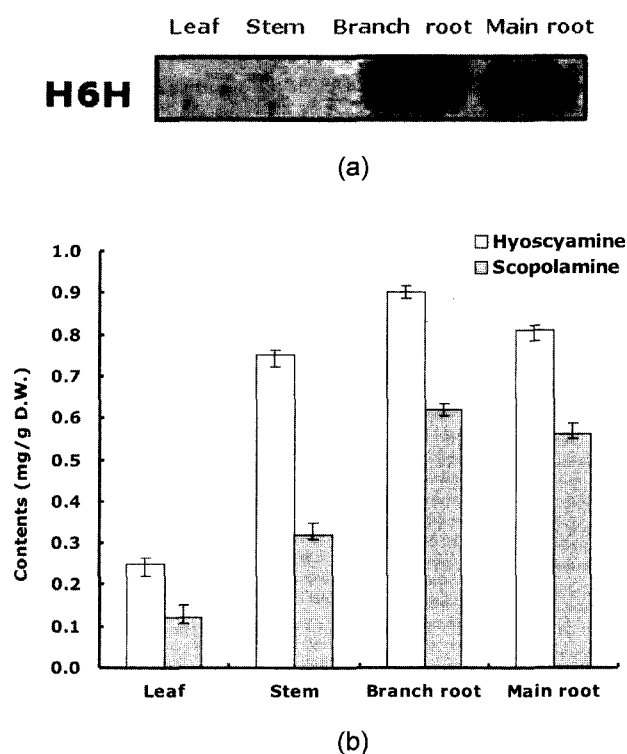 Leaf Stem Branch root Main root
H6H
(a)
Hyoscyamine
Scopolamine
Contents (mg/g D.W.)
1.0
0.9
0.8
0.7
0.6
0.5
0.4
0.3
0.2
0.1
0.0
Leaf Stem Branch root Main root
(b)